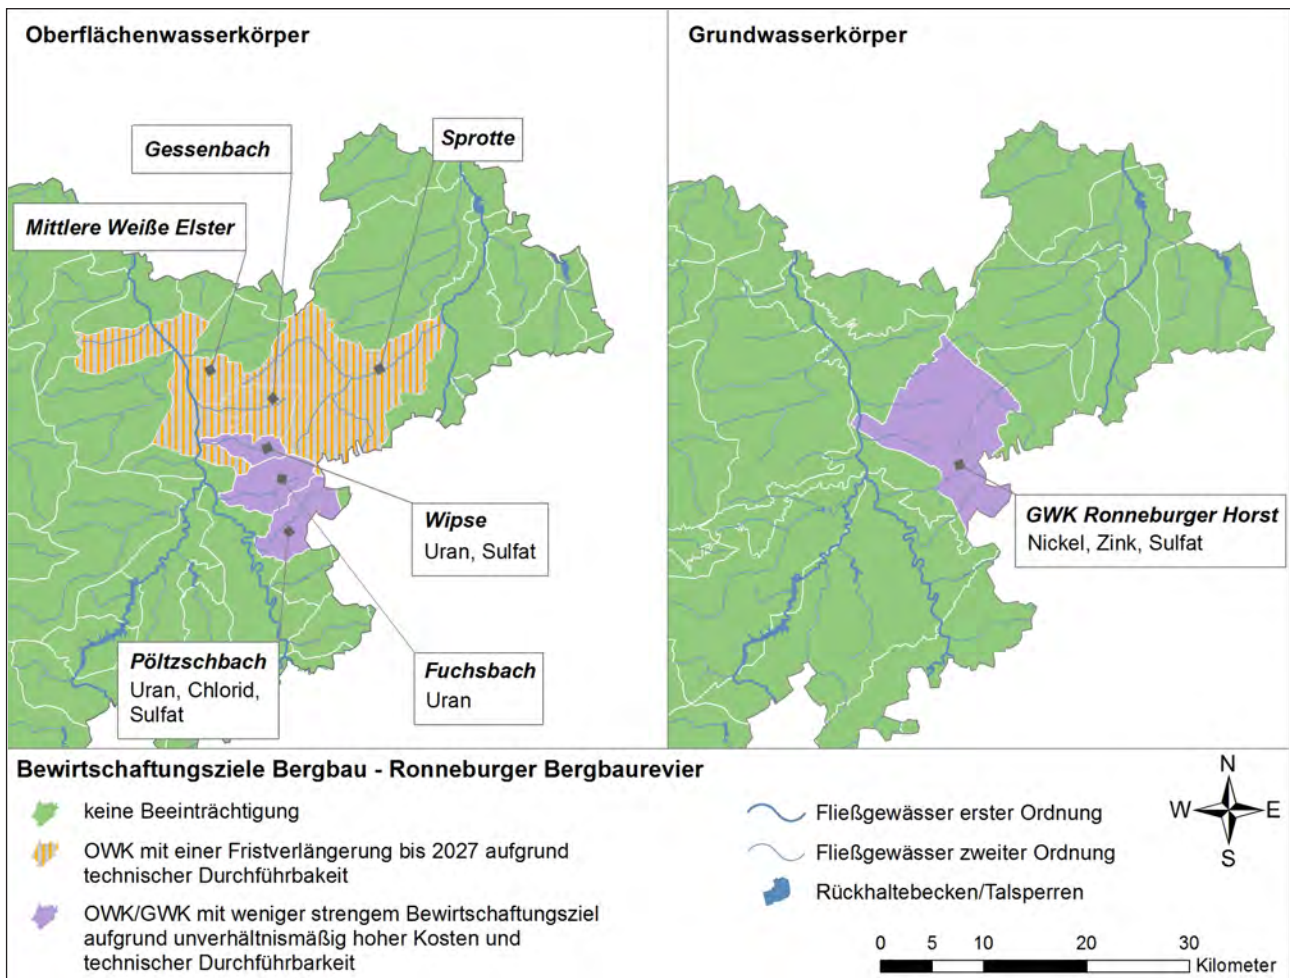 Oberflächenwasserkörper
Gessenbach
Sprotte
Mittlere Weiße Elster
Wipse
Uran, Sulfat
Pöltzschbach
Uran, Chlorid,
Sulfat
Fuchsbach
Uran
Grundwasserkörper
GWK Ronneburger Horst
Nickel, Zink, Sulfat
Bewirtschaftungsziele Bergbau - Ronneburger Bergbaurevier
keine Beeinträchtigung
OWK mit einer Fristverlängerung bis 2027 aufgrund
technischer Durchführbakeit
OWK/GWK mit weniger strengem Bewirtschaftungsziel
aufgrund unverhältnismäßig hoher Kosten und
technischer Durchführbarkeit
Fließgewässer erster Ordnung
Fließgewässer zweiter Ordnung
Rückhaltebecken/Talsperren
N
W E
S
0 5 10 20 30
Kilometer